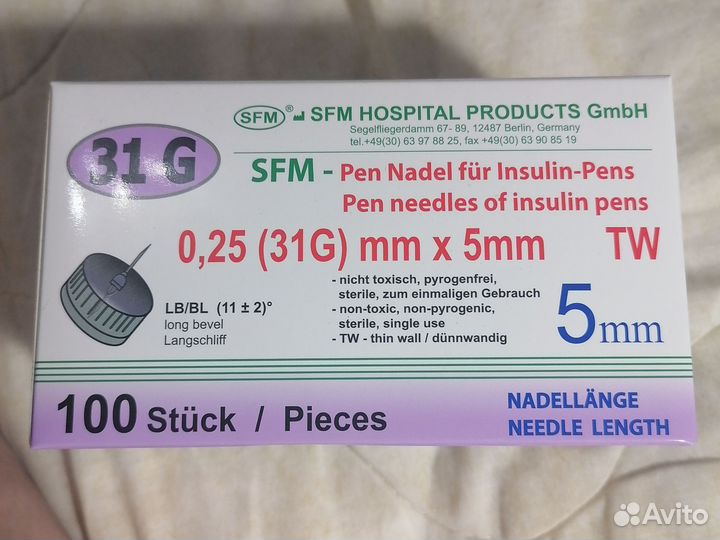 31 G
SFM ® SFM HOSPITAL PRODUCTS GmbH
Segelfliegerdamm 67- 89, 12487 Berlin, Germany
tel.+49(30) 63 97 88 25, fax +49(30) 63 90 85 19
SFM - Pen Nadel für Insulin-Pens
Pen needles of insulin pens
0,25 (31G) mm x 5mm TW
LB/BL (11 ± 2)°
long bevel
Langschliff
- nicht toxisch, pyrogenfrei,
sterile, zum einmaligen Gebrauch
- non-toxic, non-pyrogenic,
sterile, single use
- TW - thin wall / dünnwandig
5mm
100 Stück / Pieces
NADELLÄNGE
NEEDLE LENGTH
Avito